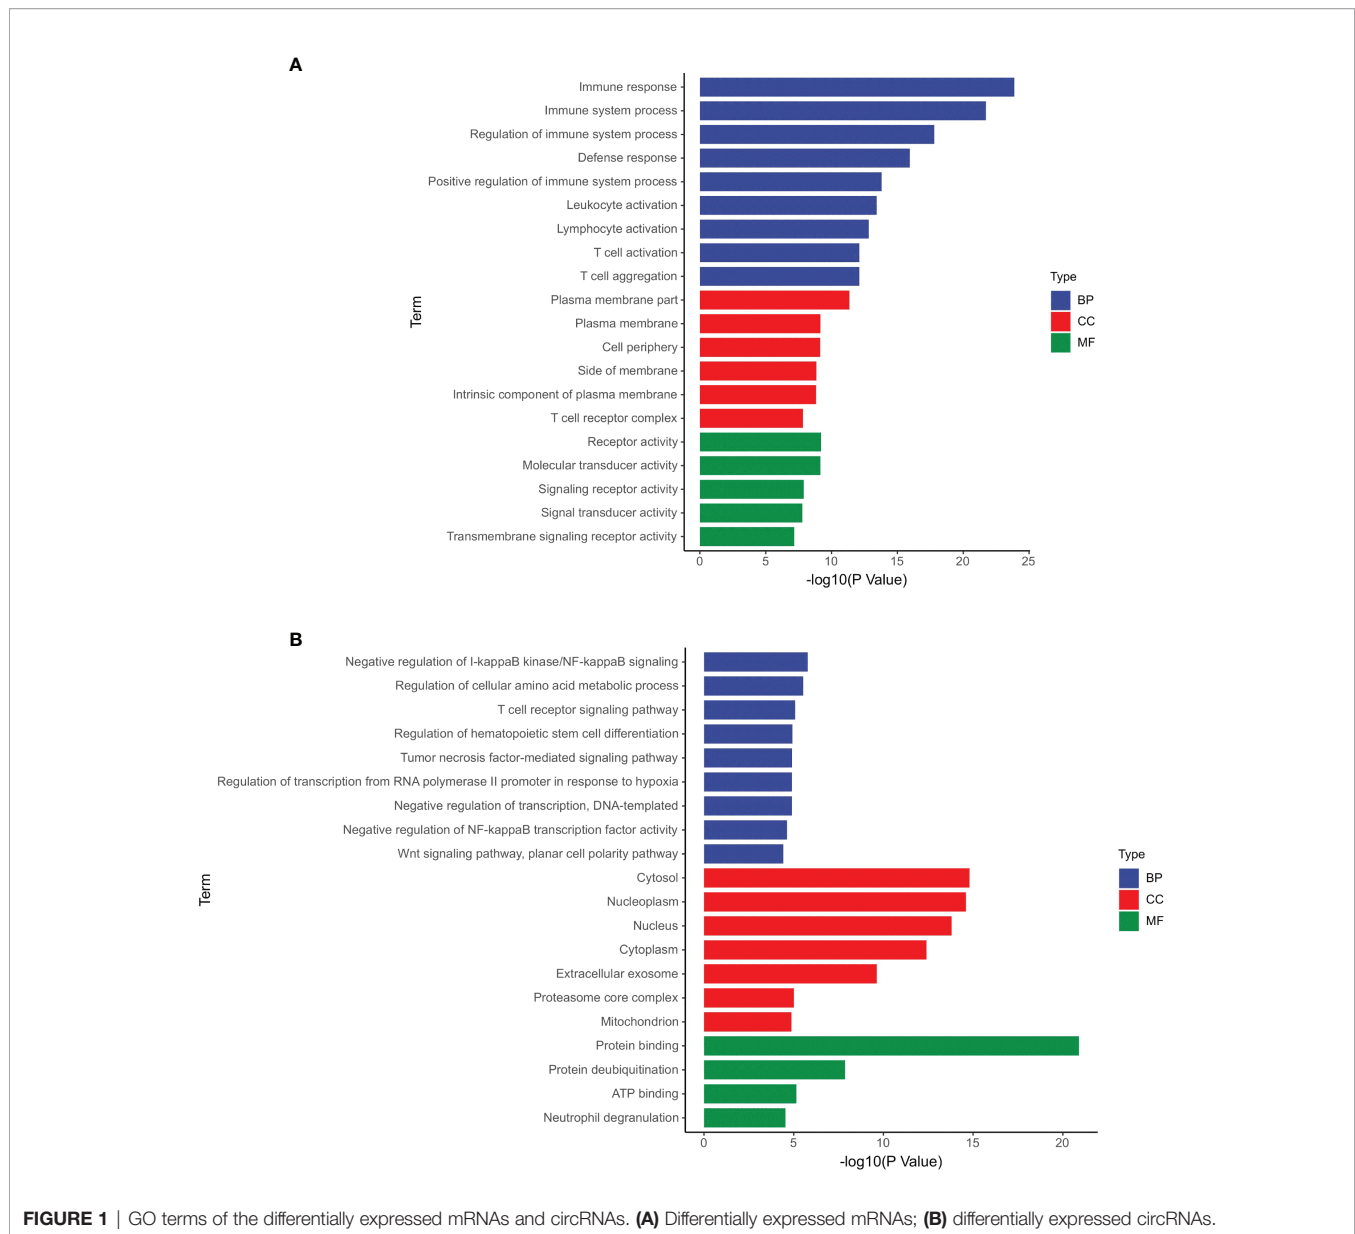 A
Immune response
Immune system process
Regulation of immune system process
Defense response
Positive regulation of immune system process
Leukocyte activation
Lymphocyte activation
T cell activation
T cell aggregation
Plasma membrane part
Plasma membrane
Cell periphery
Side of membrane
Intrinsic component of plasma membrane
T cell receptor complex
Receptor activity
Molecular transducer activity
Signaling receptor activity
Signal transducer activity
Transmembrane signaling receptor activity
Term
0 5 10 15 20 25
-log10(P Value)
Type
BP
CC
MF
B
Negative regulation of I-kappaB kinase/NF-kappaB signaling
Regulation of cellular amino acid metabolic process
T cell receptor signaling pathway
Regulation of hematopoietic stem cell differentiation
Tumor necrosis factor-mediated signaling pathway
Regulation of transcription from RNA polymerase II promoter in response to hypoxia
Negative regulation of transcription, DNA-templated
Negative regulation of NF-kappaB transcription factor activity
Wnt signaling pathway, planar cell polarity pathway
Cytosol
Nucleoplasm
Nucleus
Cytoplasm
Extracellular exosome
Proteasome core complex
Mitochondrion
Protein binding
Protein deubiquitination
ATP binding
Neutrophil degranulation
Term
0 5 10 15 20
-log10(P Value)
Type
BP
CC
MF
FIGURE 1 | GO terms of the differentially expressed mRNAs and circRNAs. (A) Differentially expressed mRNAs; (B) differentially expressed circRNAs.